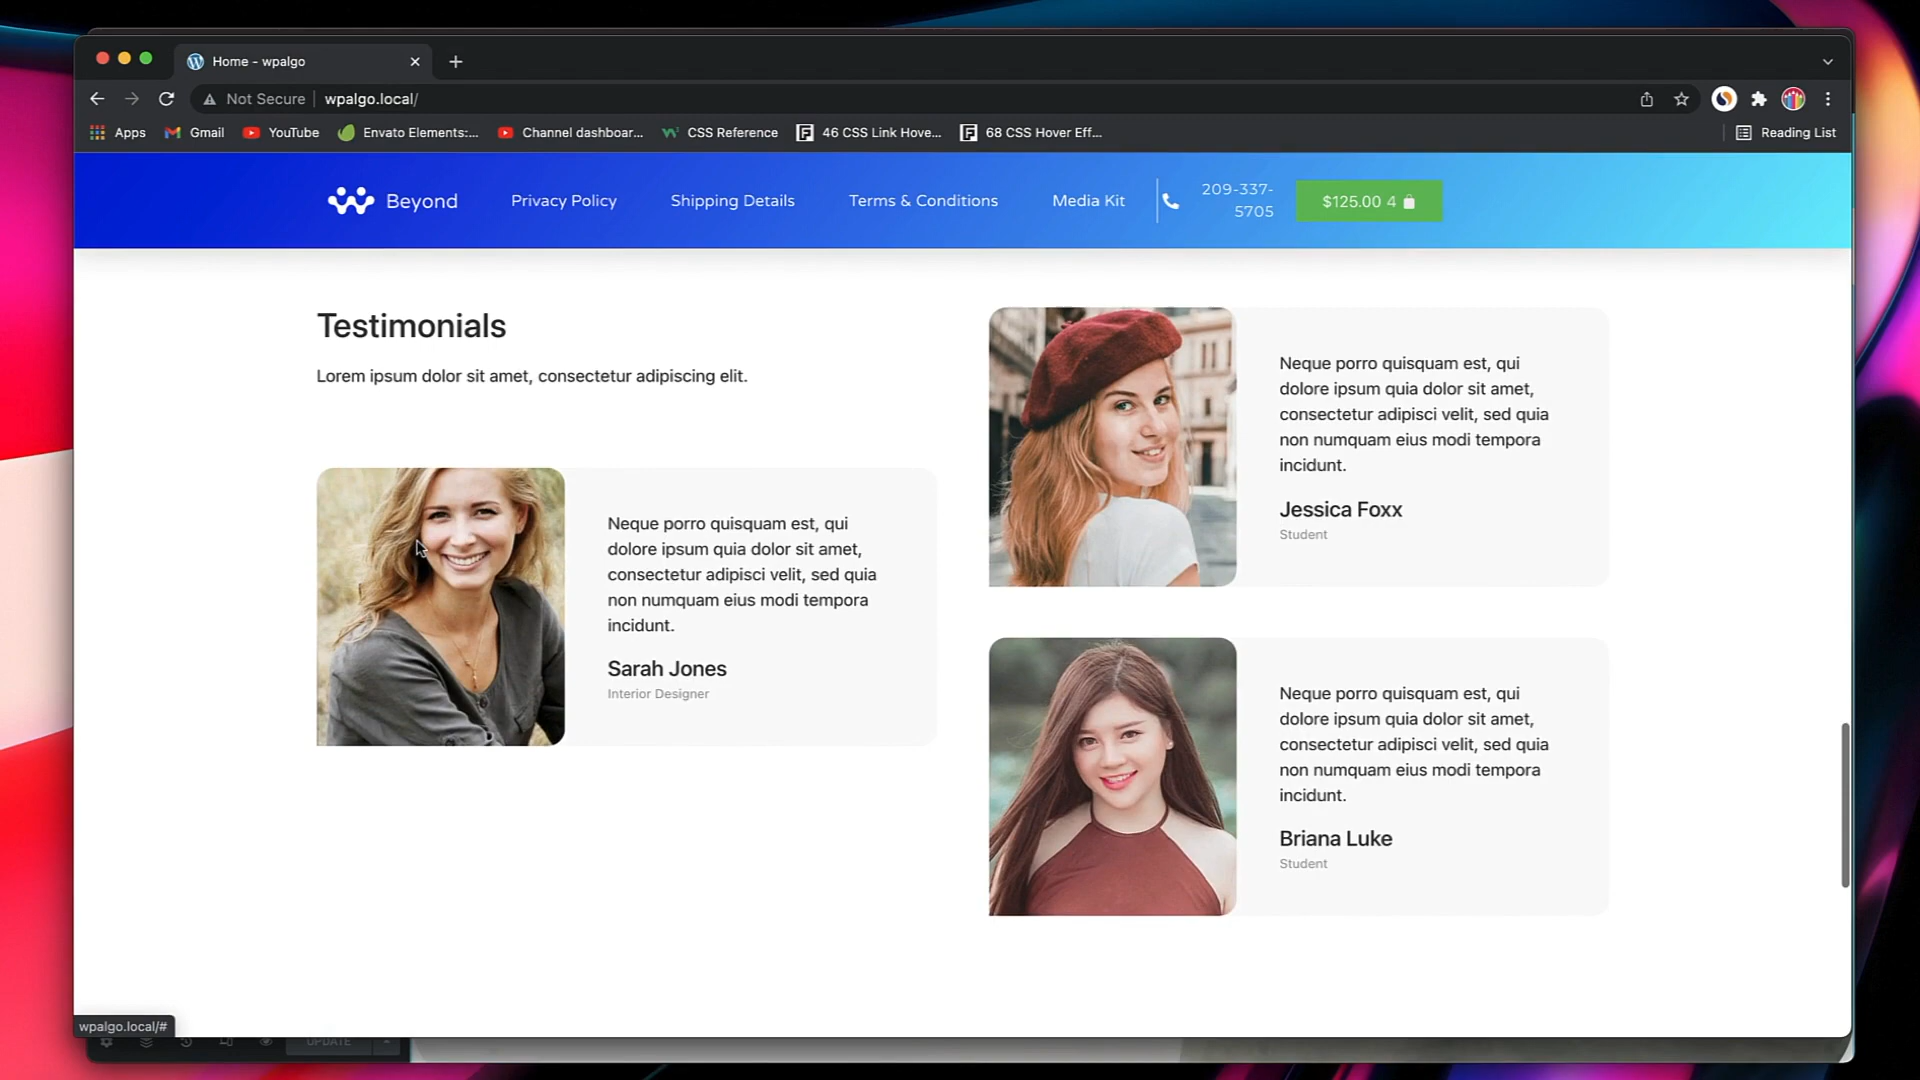 Home - wpalgo
Not Secure
wpalgo.local/
Apps
Gmail
YouTube
Envato Elements:...
Channel dashboar...
CSS Reference
46 CSS Link Hove...
68 CSS Hover Eff...
Reading List
Beyond
Privacy Policy
Shipping Details
Terms & Conditions
Media Kit
209-337-
5705
$125.00 4
Testimonials
Lorem ipsum dolor sit amet, consectetur adipiscing elit.
Neque porro quisquam est, qui
dolore ipsum quia dolor sit amet,
consectetur adipisci velit, sed quia
non numquam eius modi tempora
incidunt.
Sarah Jones
Interior Designer
Neque porro quisquam est, qui
dolore ipsum quia dolor sit amet,
consectetur adipisci velit, sed quia
non numquam eius modi tempora
incidunt.
Jessica Foxx
Student
Neque porro quisquam est, qui
dolore ipsum quia dolor sit amet,
consectetur adipisci velit, sed quia
non numquam eius modi tempora
incidunt.
Briana Luke
Student
wpalgo.local/#
UPDATE